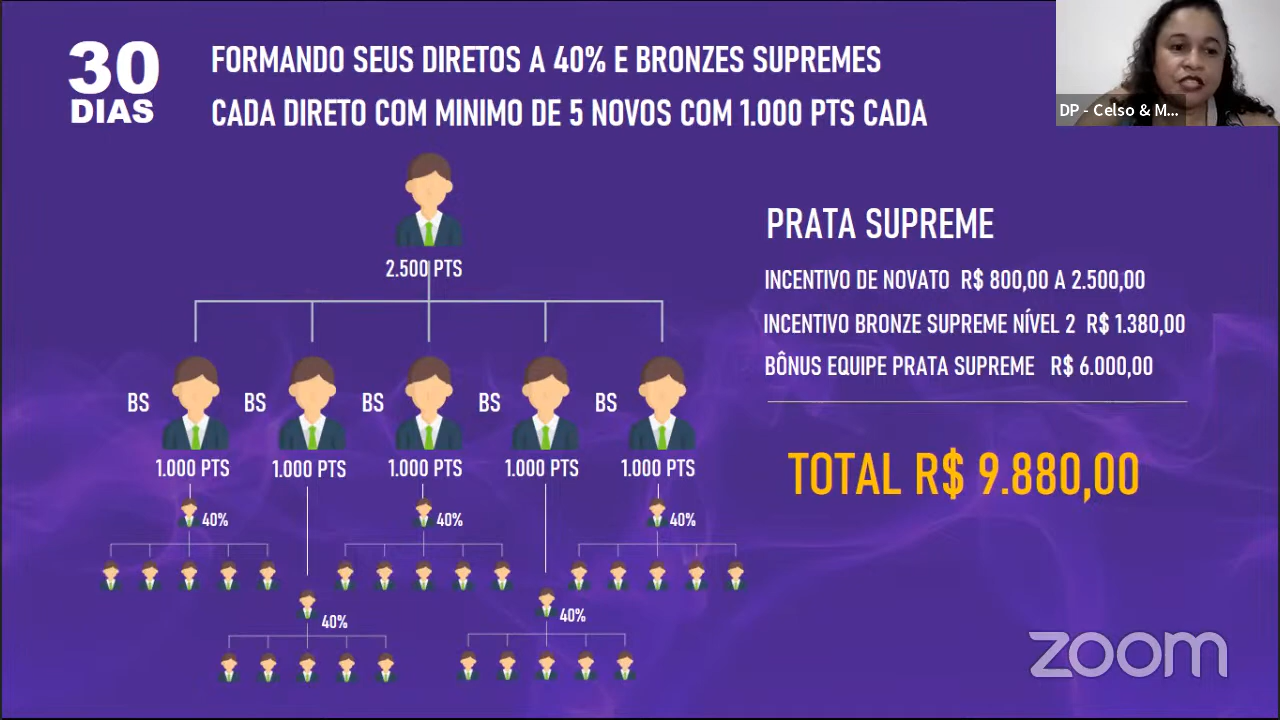 30
DIAS
FORMANDO SEUS DIRETOS A 40% E BRONZES SUPREMES
CADA DIRETO COM MINIMO DE 5 NOVOS COM 1.000 PTS CADA
DP - Celso & M...
2.500 PTS
PRATA SUPREME
INCENTIVO DE NOVATO R$ 800,00 A 2.500,00
INCENTIVO BRONZE SUPREME NÍVEL 2 R$ 1.380,00
BÔNUS EQUIPE PRATA SUPREME R$ 6.000,00
TOTAL R$ 9.880,00
BS BS BS BS BS
1.000 PTS 1.000 PTS 1.000 PTS 1.000 PTS 1.000 PTS
40% 40% 40%
40% 40%
zoom